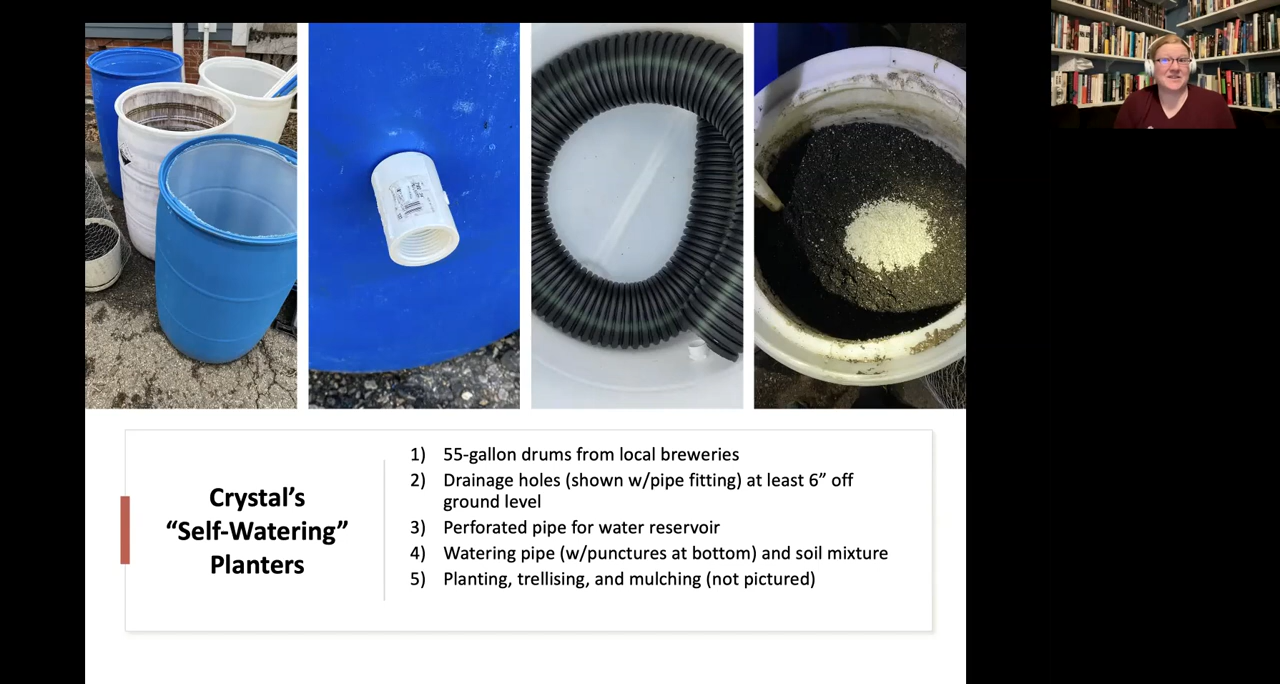 Crystal’s
“Self-Watering”
Planters
1) 55-gallon drums from local breweries
2) Drainage holes (shown w/pipe fitting) at least 6” off
ground level
3) Perforated pipe for water reservoir
4) Watering pipe (w/punctures at bottom) and soil mixture
5) Planting, trellising, and mulching (not pictured)